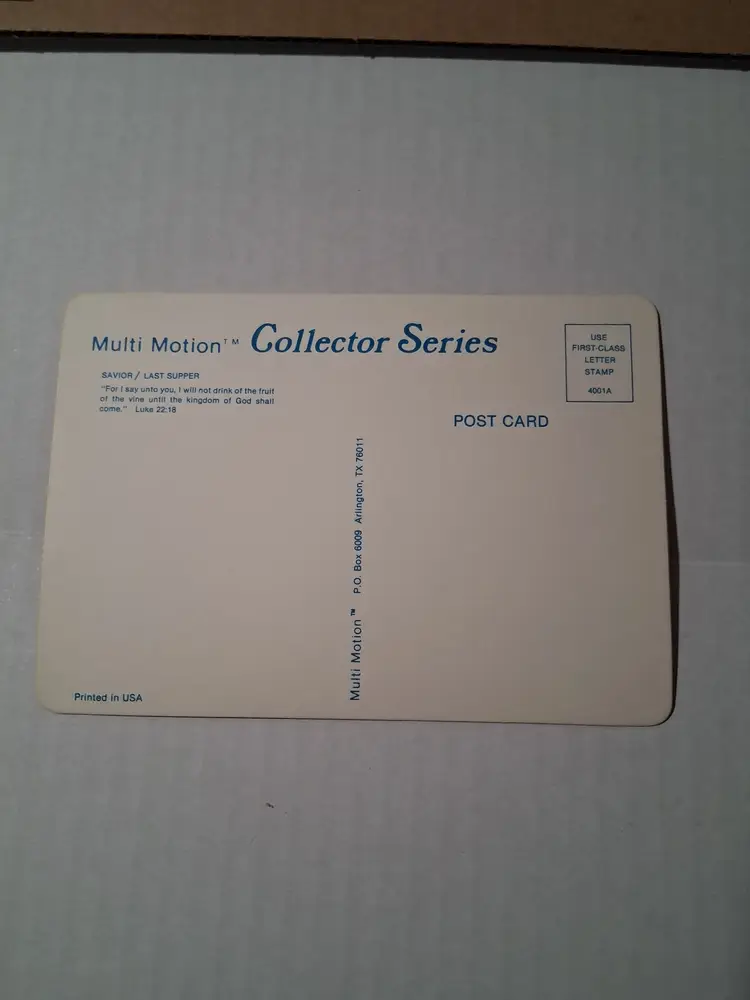 Multi Motion™ Collector Series
SAVIOR / LAST SUPPER
"For I say unto you, I will not drink of the fruit
of the vine until the kingdom of God shall
come." Luke 22:18
USE
FIRST-CLASS
LETTER
STAMP
4001A
POST CARD
Multi Motion™ P.O. Box 6009 Arlington, TX 76011
Printed in USA